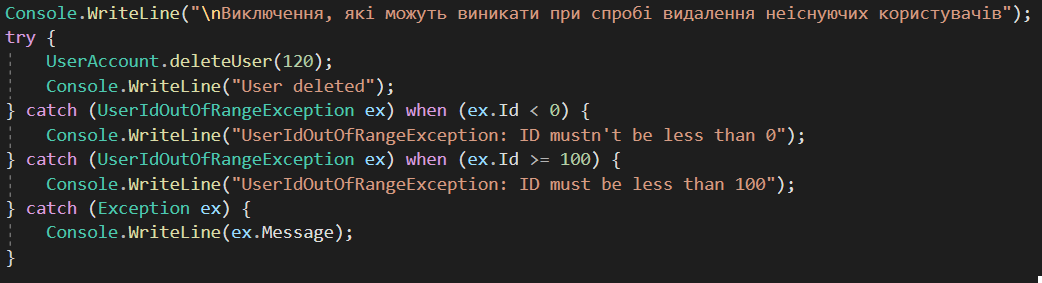 Console.WriteLine("\nВиключення, які можуть виникати при спробі видалення неіснуючих користувачів");
try {
    UserAccount.deleteUser(120);
    Console.WriteLine("User deleted");
} catch (UserIdOutOfRangeException ex) when (ex.Id < 0) {
    Console.WriteLine("UserIdOutOfRangeException: ID mustn't be less than 0");
} catch (UserIdOutOfRangeException ex) when (ex.Id >= 100) {
    Console.WriteLine("UserIdOutOfRangeException: ID must be less than 100");
} catch (Exception ex) {
    Console.WriteLine(ex.Message);
}